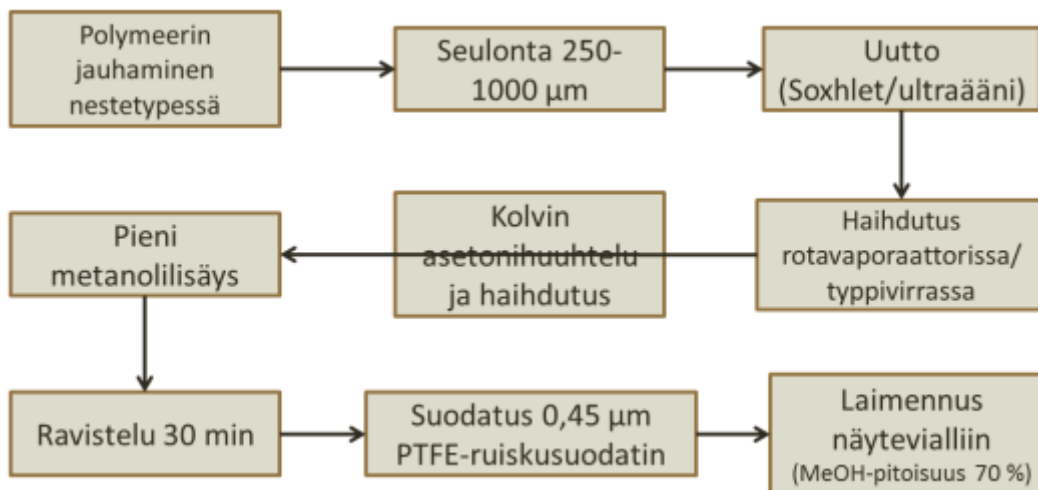 Polymeerin
jauhaminen
nestetypessä
Seulonta 250-
1000 µm
Uutto
(Soxhlet/ultraääni)
Haihdutus
rotavaporaattorissa/
typpivirrassa
Kolvin
asetonihuuhtelu
ja haihdutus
Pieni
metanolilisäys
Ravistelu 30 min
Suodatus 0,45 µm
PTFE-ruiskusuodatin
Laimennus
näytevialliin
(MeOH-pitoisuus 70 %)